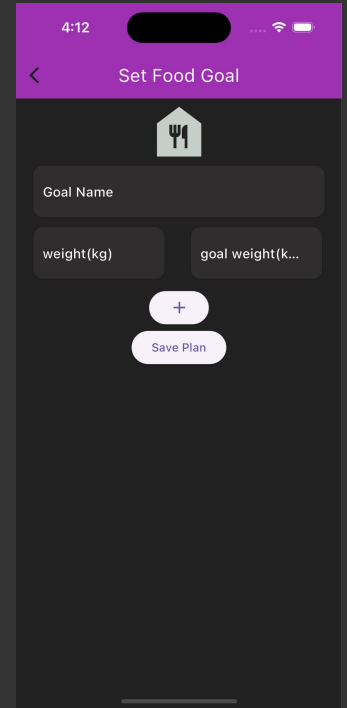 4:12
Set Food Goal
Goal Name
weight(kg)
goal weight(k...
+
Save Plan